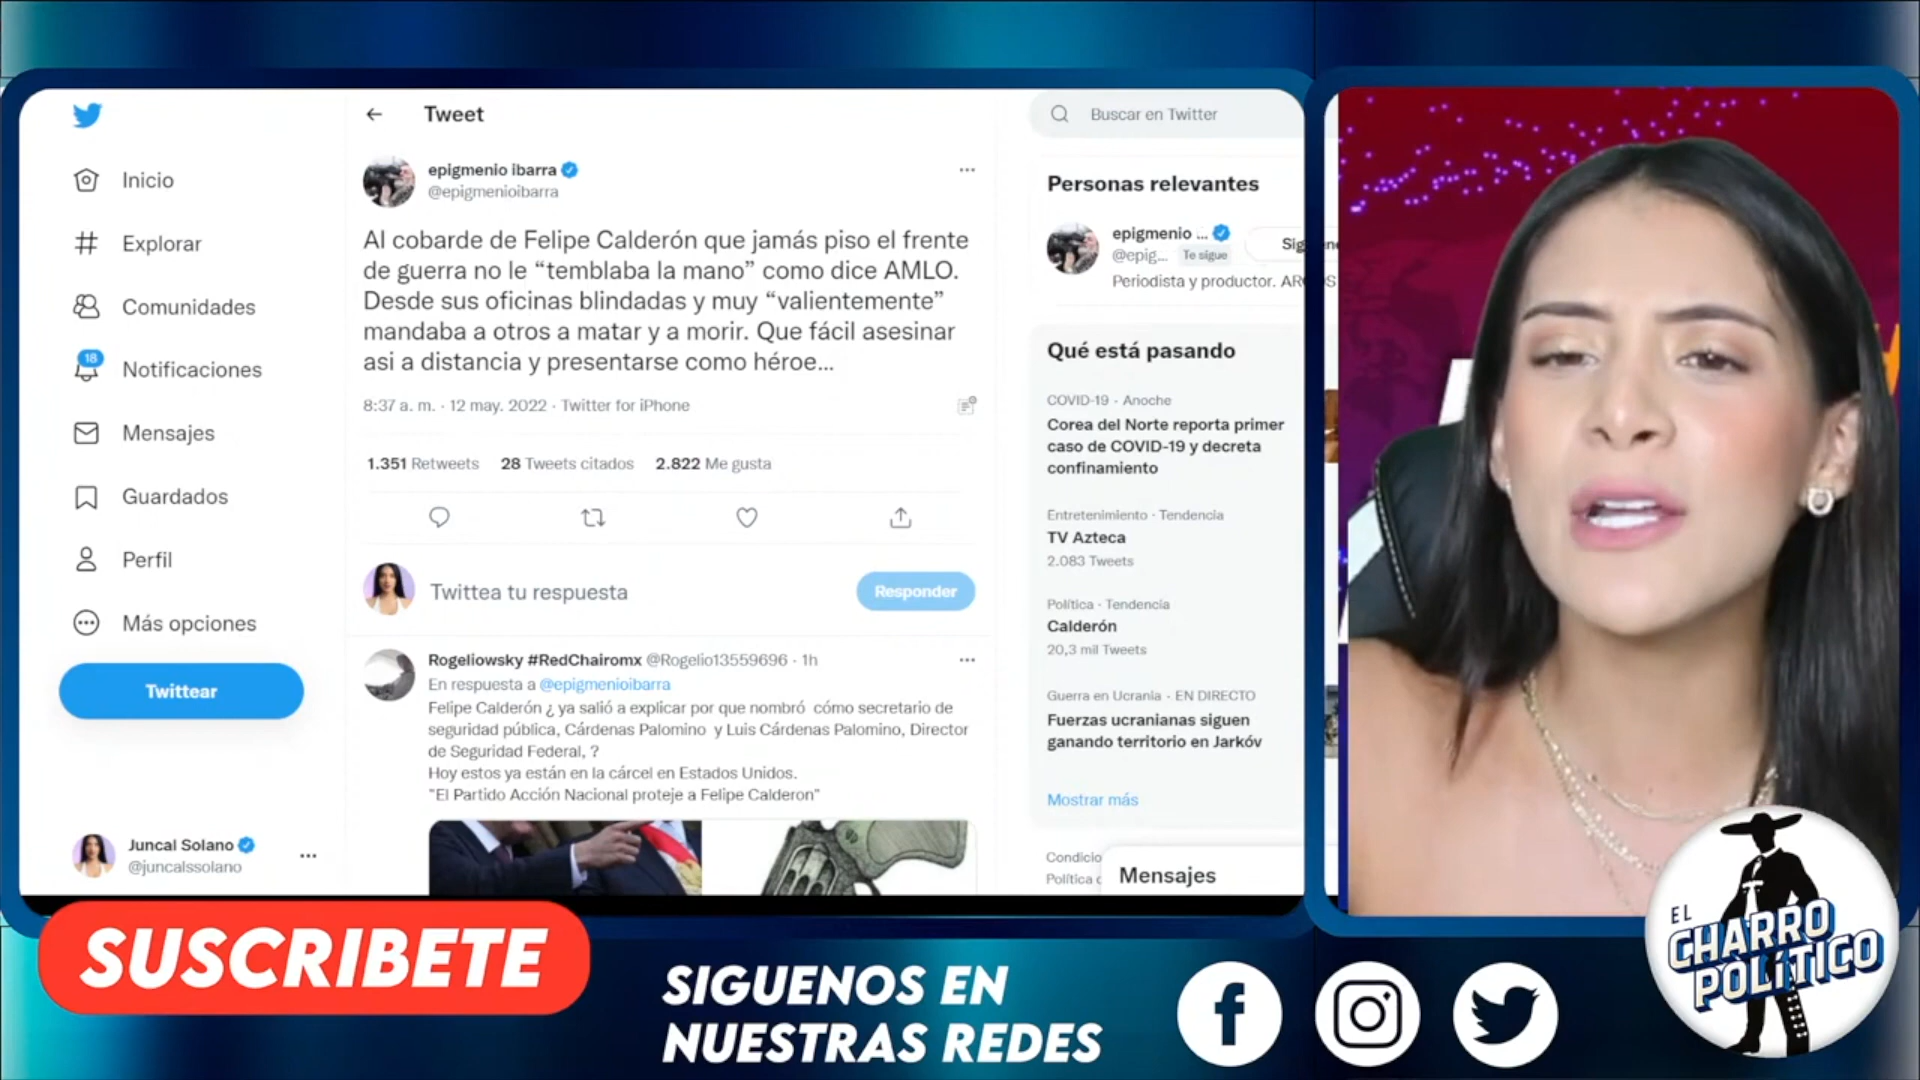 Inicio
Explorar
Comunidades
18
Notificaciones
Mensajes
Guardados
Perfil
Más opciones
Twittear
Juncal Solano
@juncalssolano
Tweet
epigmenio ibarra
@epigmenioibarra
Al cobarde de Felipe Calderón que jamás piso el frente
de guerra no le “temblaba la mano” como dice AMLO.
Desde sus oficinas blindadas y muy “valientemente”
mandaba a otros a matar y a morir. Que fácil asesinar
asi a distancia y presentarse como héroe...
8:37 a. m. · 12 may. 2022 · Twitter for iPhone
1.351 Retweets 28 Tweets citados 2.822 Me gusta
Twittea tu respuesta
Responder
Rogeliowsky #RedChairomx @Rogelio13559696 · 1h
En respuesta a @epigmenioibarra
Felipe Calderón ¿ ya salió a explicar por que nombró cómo secretario de
seguridad pública, Cárdenas Palomino y Luis Cárdenas Palomino, Director
de Seguridad Federal, ?
Hoy estos ya están en la cárcel en Estados Unidos.
"El Partido Acción Nacional proteje a Felipe Calderon"
Buscar en Twitter
Personas relevantes
epigmenio ...
@epig... Te sigue
Periodista y productor.
Qué está pasando
COVID-19 · Anoche
Corea del Norte reporta primer
caso de COVID-19 y decreta
confinamiento
Entretenimiento · Tendencia
TV Azteca
2.083 Tweets
Política · Tendencia
Calderón
20,3 mil Tweets
Guerra en Ucrania · EN DIRECTO
Fuerzas ucranianas siguen
ganando territorio en Jarkóv
Mostrar más
Condicio
Política
Mensajes
SUSCRIBETE
SIGUENOS EN
NUESTRAS REDES
EL
CHARRO
POLÍTICO